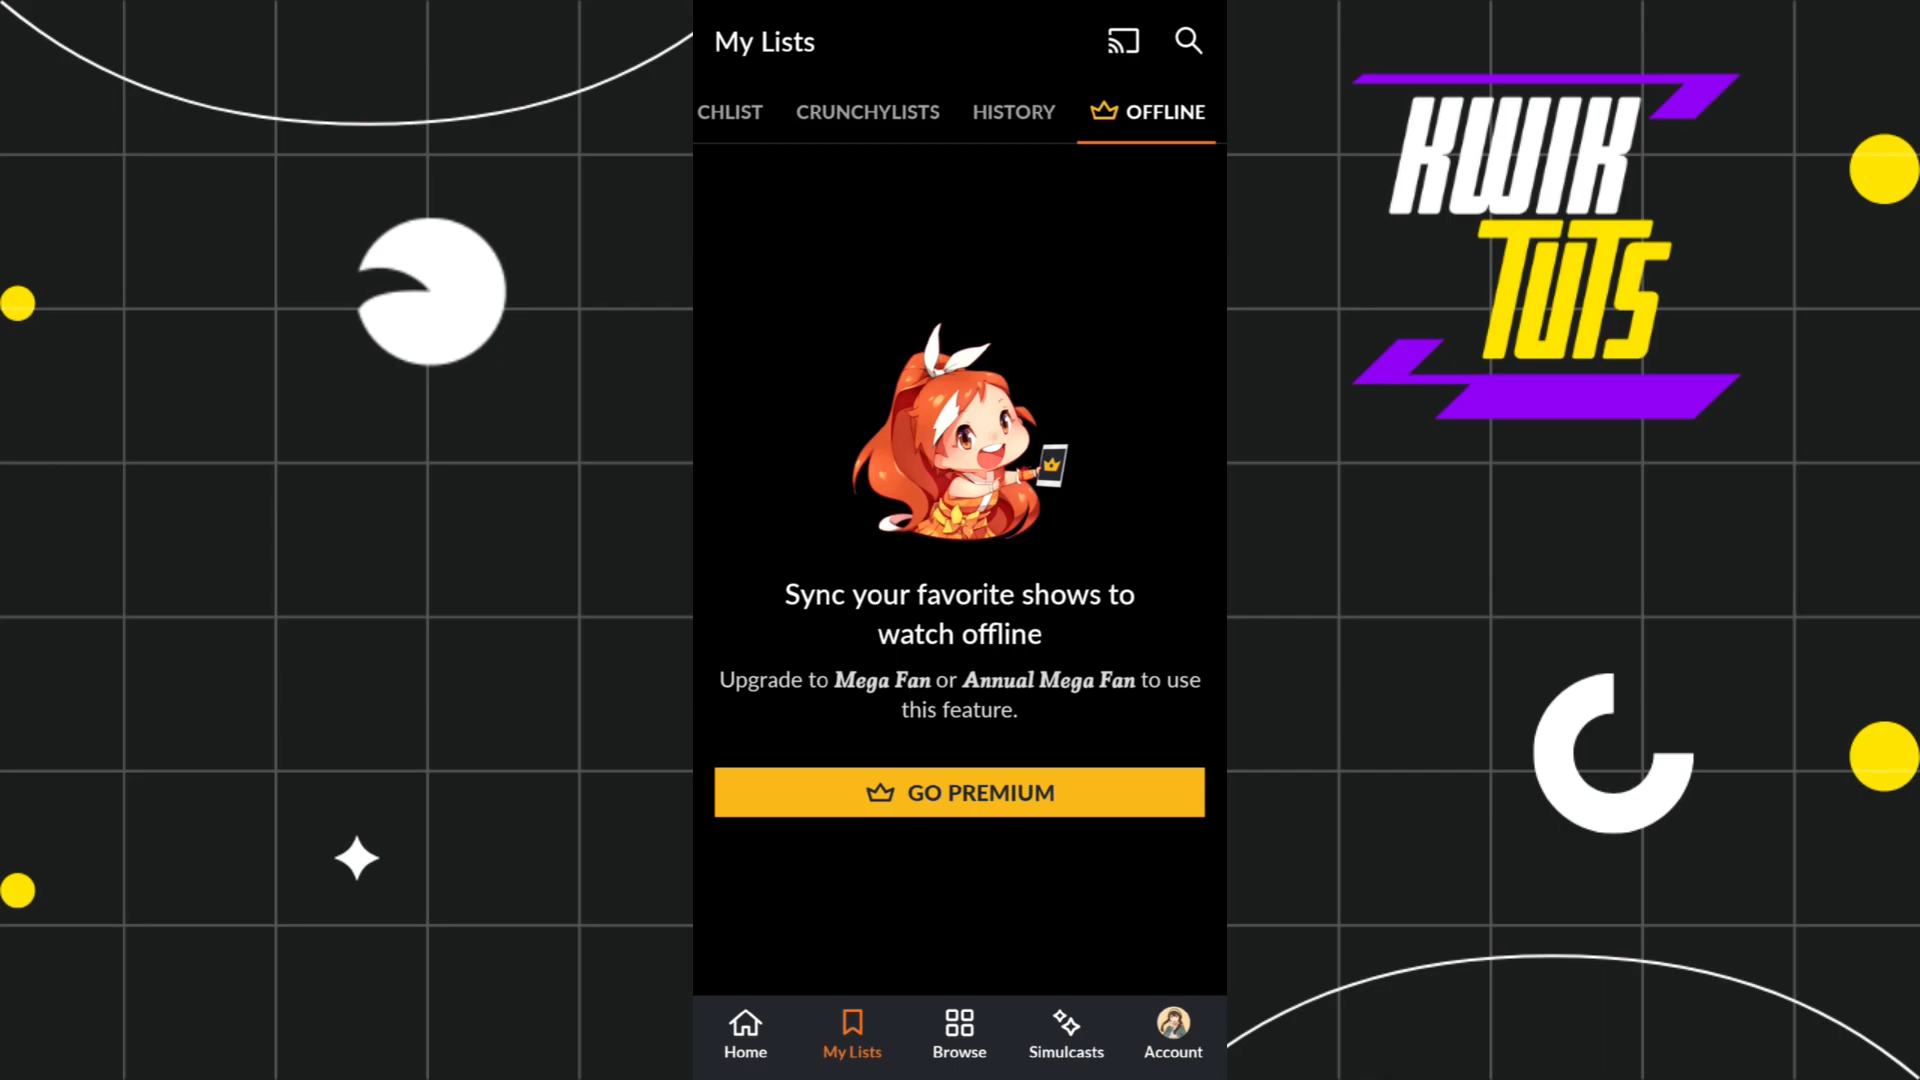 My Lists
CHLIST CRUNCHYLISTS HISTORY OFFLINE
KWIK
TUTS
Sync your favorite shows to
watch offline
Upgrade to Mega Fan or Annual Mega Fan to use
this feature.
GO PREMIUM
Home My Lists Browse Simulcasts Account